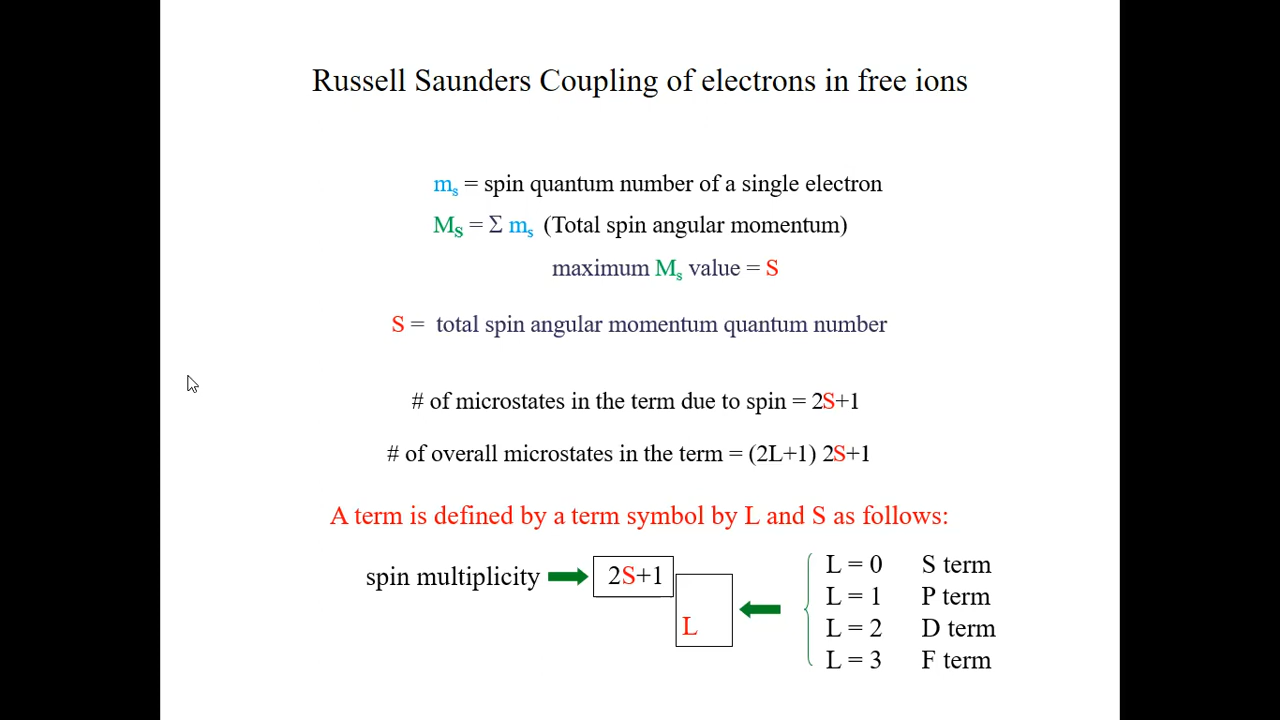 Russell Saunders Coupling of electrons in free ions
ms = spin quantum number of a single electron
MS = Σ ms (Total spin angular momentum)
maximum Ms value = S
S = total spin angular momentum quantum number
# of microstates in the term due to spin = 2S+1
# of overall microstates in the term = (2L+1) 2S+1
A term is defined by a term symbol by L and S as follows:
spin multiplicity 2S+1
L
L = 0 S term
L = 1 P term
L = 2 D term
L = 3 F term